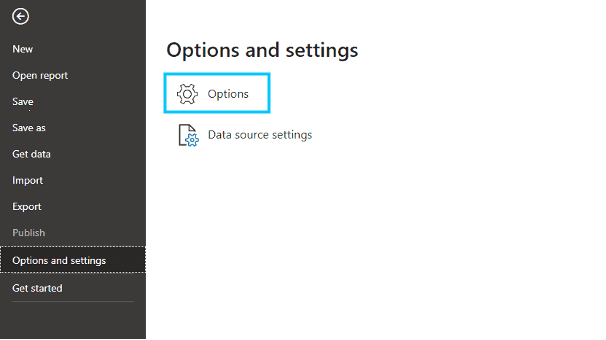 New
Open report
Save
Save as
Get data
Import
Export
Publish
Options and settings
Get started
Options and settings
Options
Data source settings